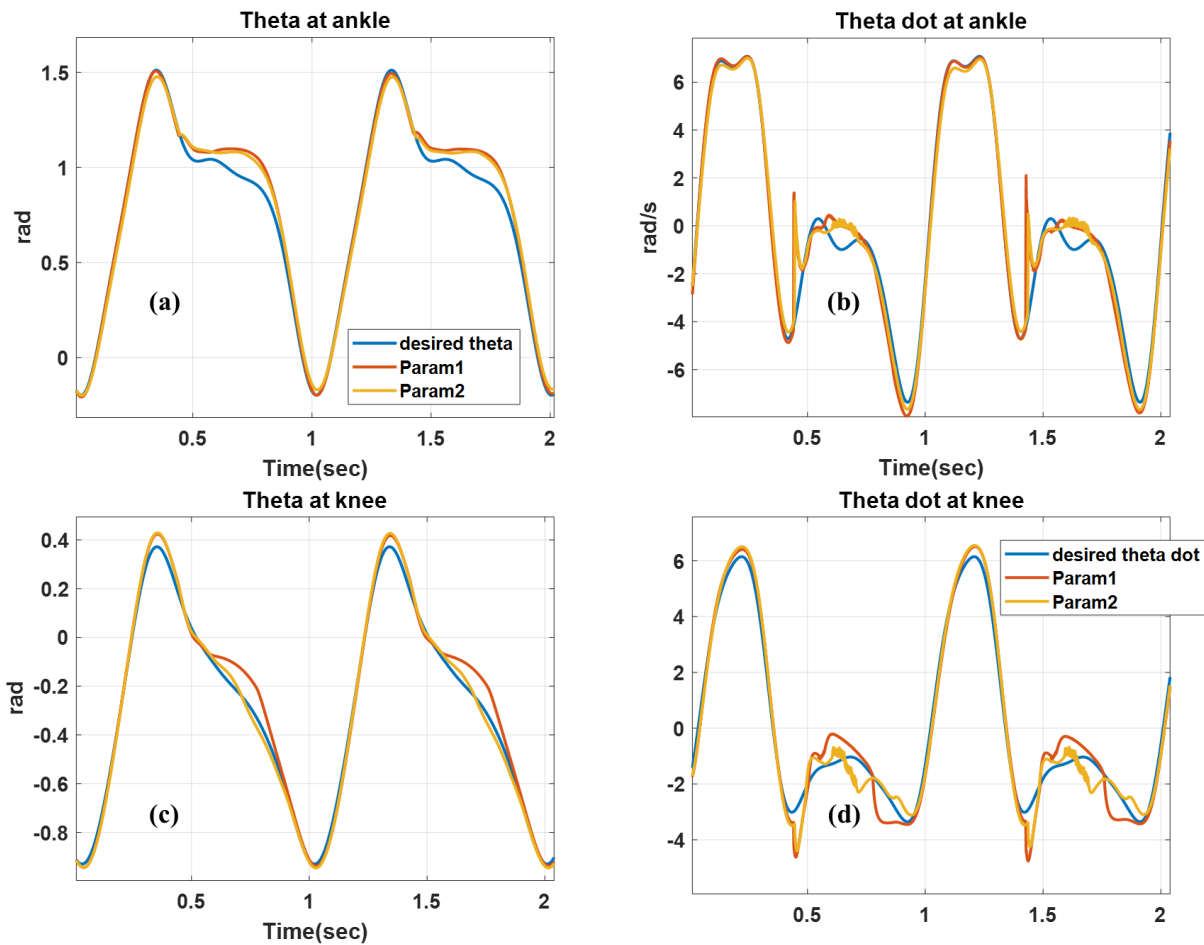 Theta at ankle
1.5
1
0.5
0
rad
(a)
desired theta
Param1
Param2
0.5
1
1.5
2
Time(sec)
Theta dot at ankle
6
4
2
0
-2
-4
-6
rad/s
(b)
0.5
1
1.5
2
Time(sec)
Theta at knee
0.4
0.2
0
-0.2
-0.4
-0.6
-0.8
rad
(c)
0.5
1
1.5
2
Time(sec)
Theta dot at knee
6
4
2
0
-2
-4
desired theta dot
Param1
Param2
(d)
0.5
1
1.5
2